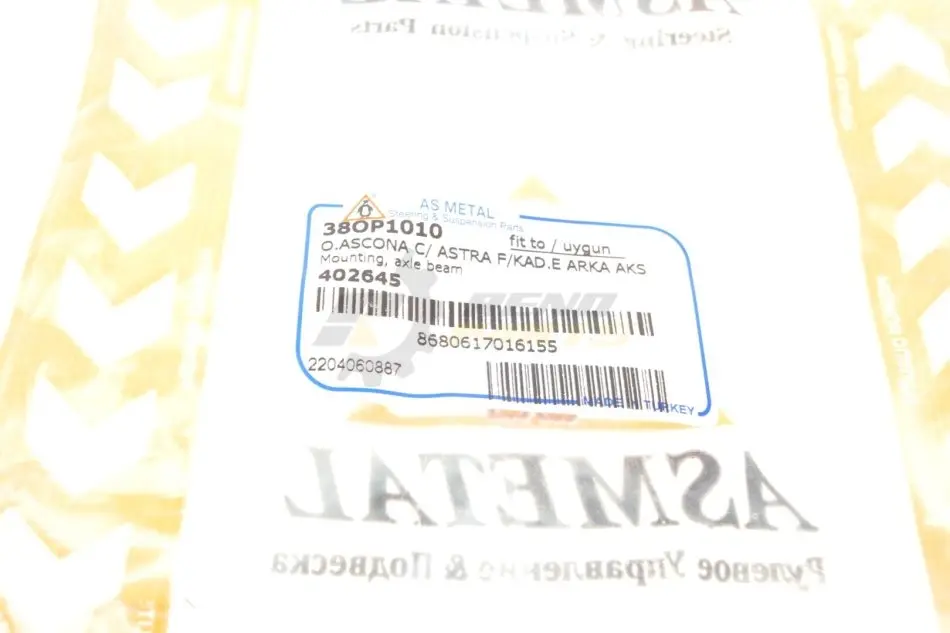 ASMETAL
Steering & Suspension Parts
AS METAL
Steering & Suspension Parts
38OP1010
fit to / uygun
O.ASCONA C/ ASTRA F/KAD.E ARKA AKS
Mounting, axle beam
402645
8680617016155
2204060887
MADE IN TURKEY
ASMETAL
Рулевое Управление & Подвеска